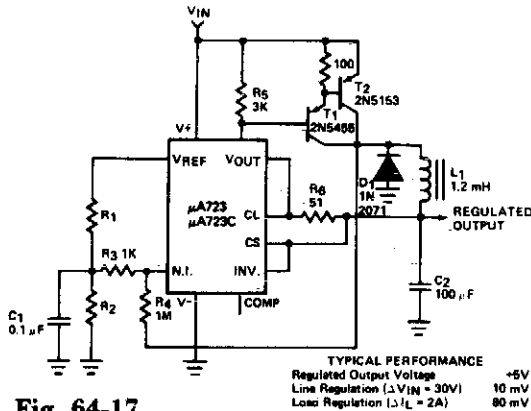 VIN
100
T2
2N5153
R5
3K
T1
V+
VREF
VOUT
D1
1N
2071
L1
1.2 mH
R1
μA723
μA723C
CL
R6
51
REGULATED
OUTPUT
CS
R3 1K
N.I.
INV.
C1
0.1 μF
R2
R4
1M
V-
COMP
C2
100 μF
TYPICAL PERFORMANCE
Regulated Output Voltage +5V
Line Regulation (ΔVIN = 30V) 10 mV
Load Regulation (ΔIL = 2A) 80 mV
Fig. 64-17